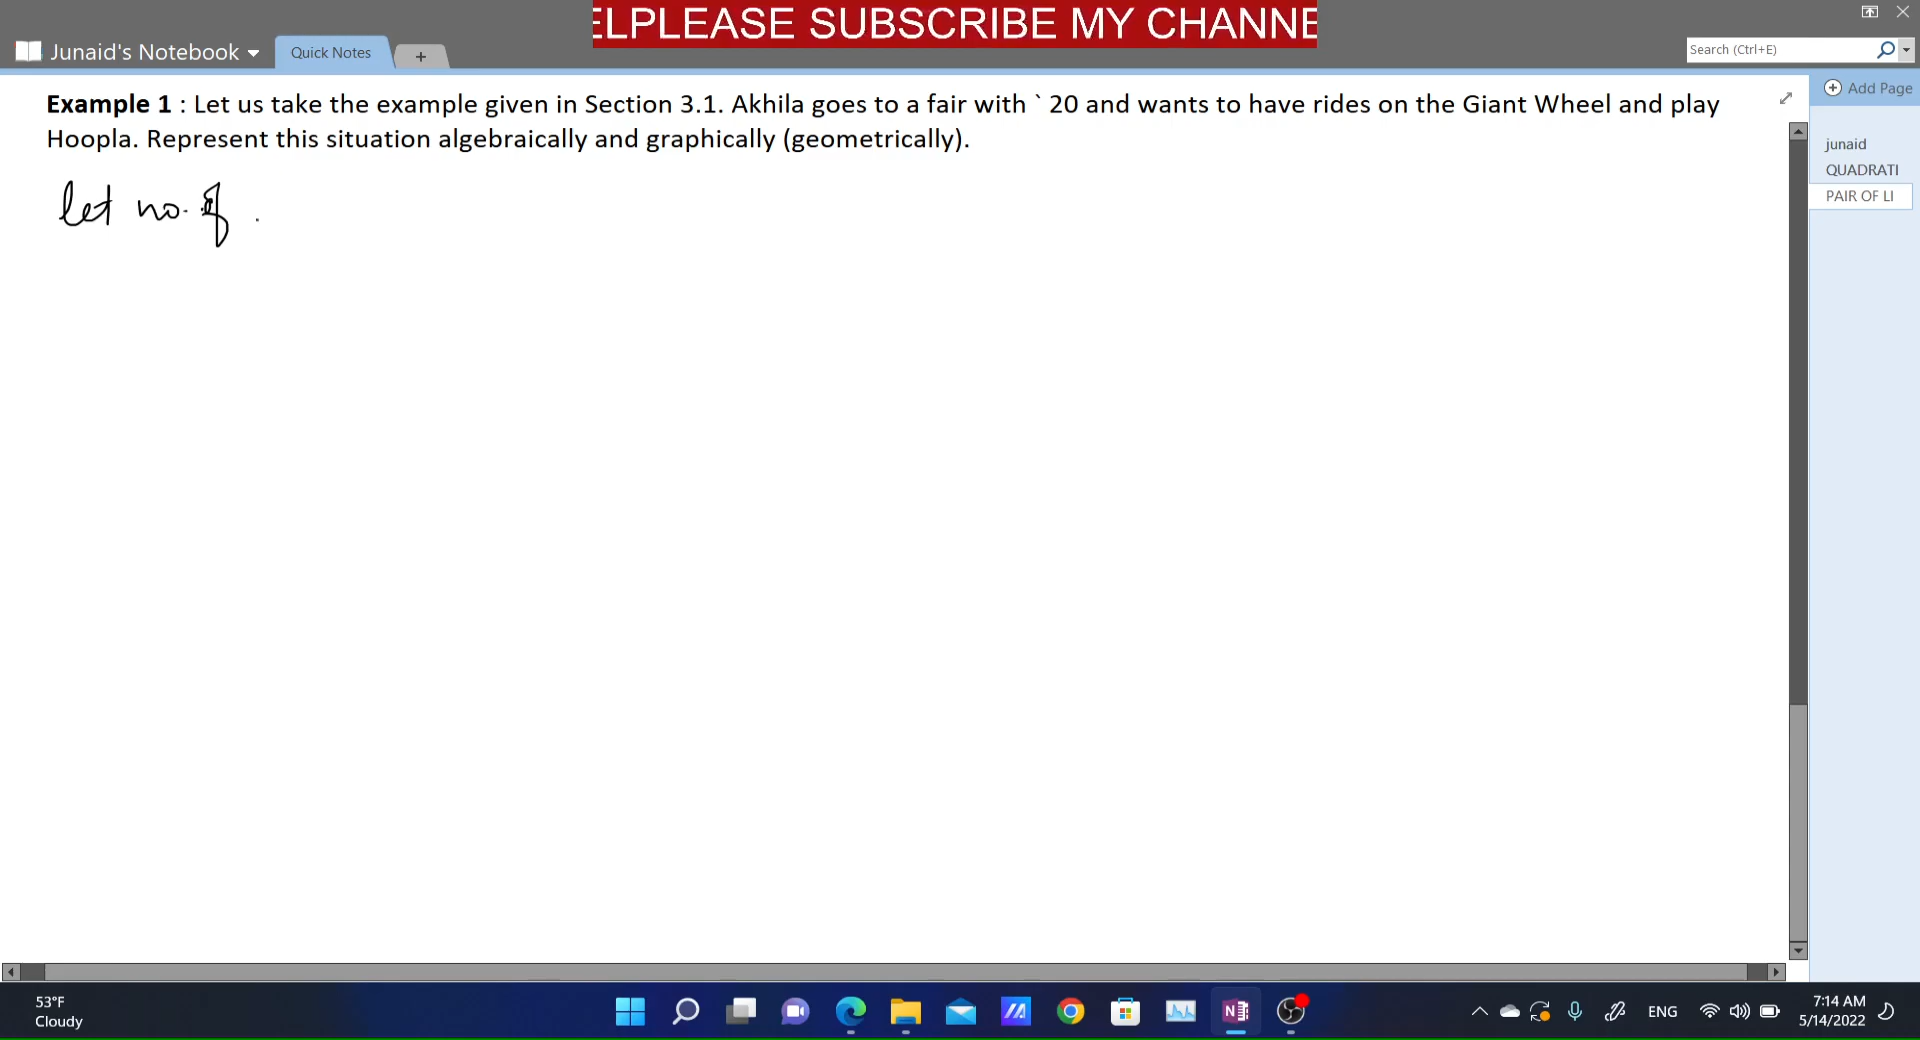 ELPLEASE SUBSCRIBE MY CHANNE
Junaid's Notebook
Quick Notes
+
Search (Ctrl+E)
Add Page
Example 1 : Let us take the example given in Section 3.1. Akhila goes to a fair with ` 20 and wants to have rides on the Giant Wheel and play
Hoopla. Represent this situation algebraically and graphically (geometrically).
junaid
QUADRATI
PAIR OF LI
let no. of
53°F
Cloudy
ENG
7:14 AM
5/14/2022